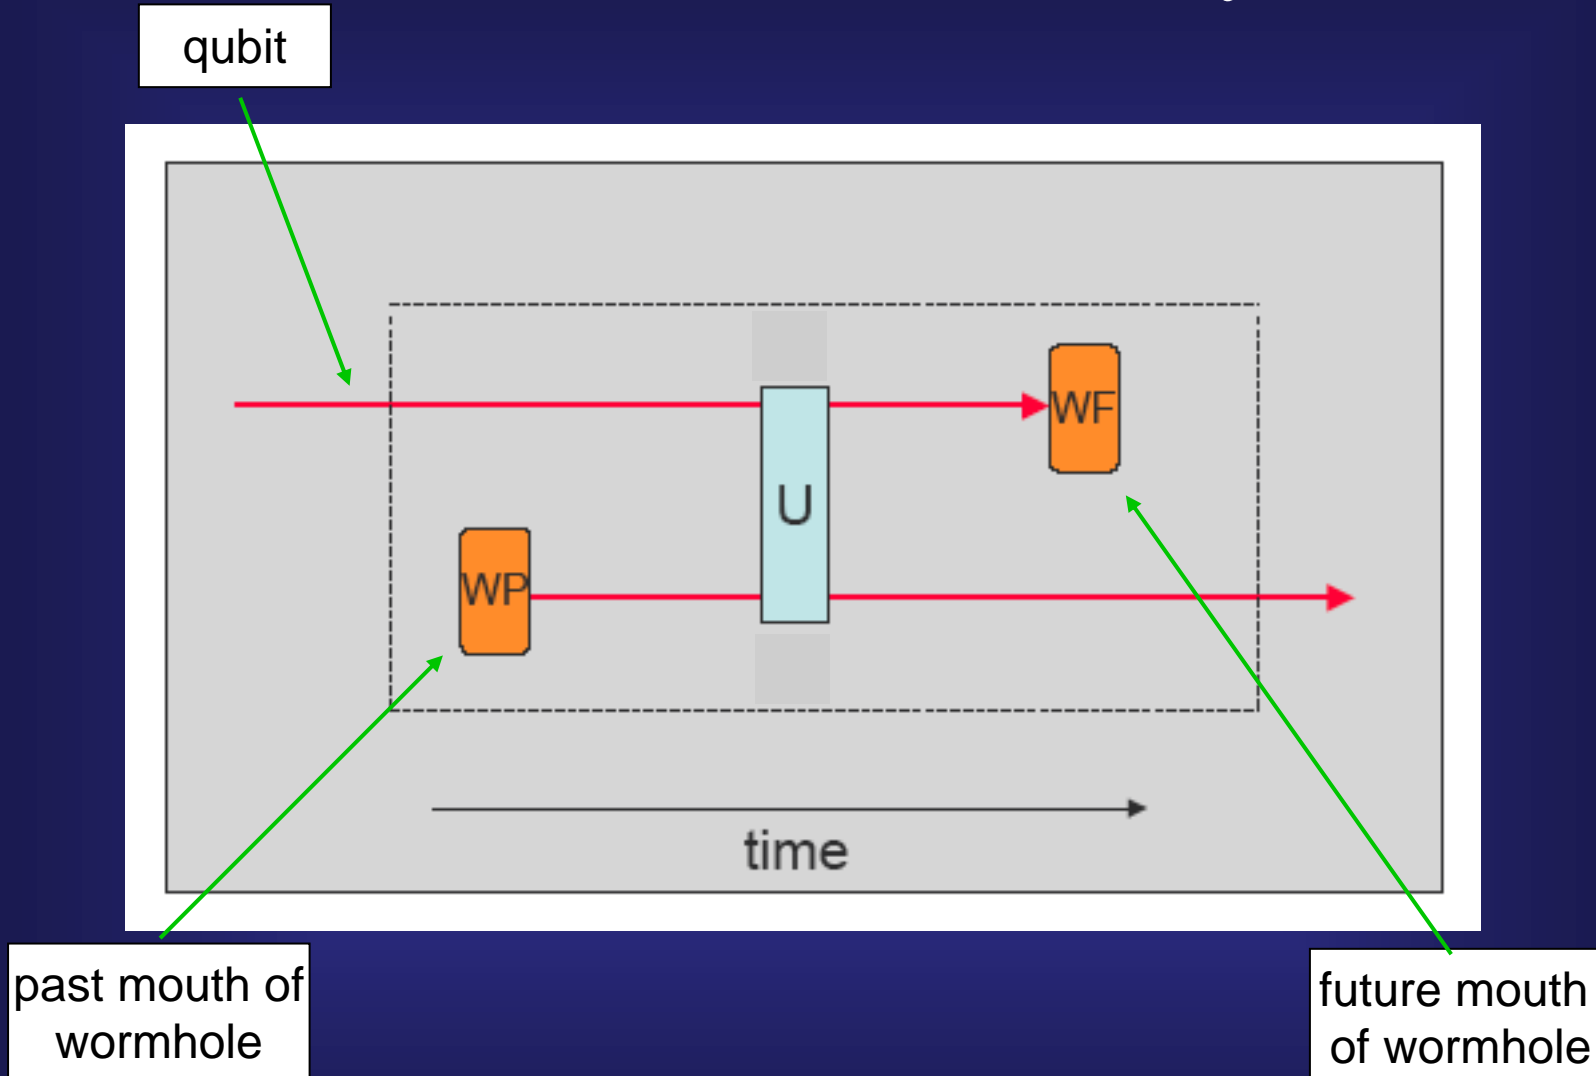 qubit
WF
U
WP
time
past mouth of
wormhole
future mouth
of wormhole